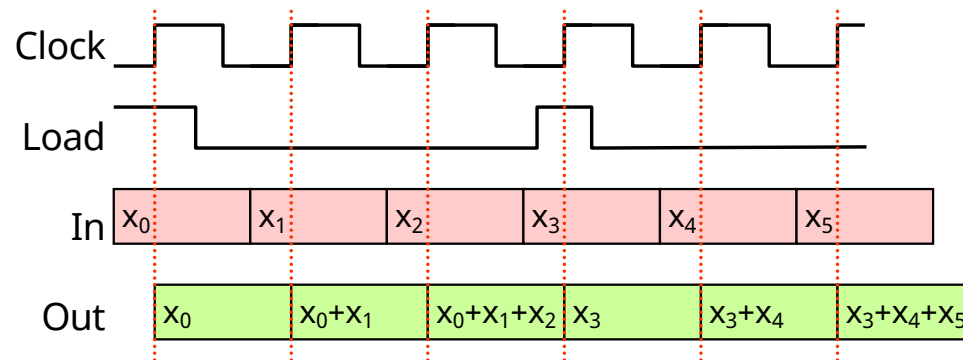 Clock
Load
In x₀ x₁ x₂ x₃ x₄ x₅
Out x₀ x₀+x₁ x₀+x₁+x₂ x₃ x₃+x₄ x₃+x₄+x₅